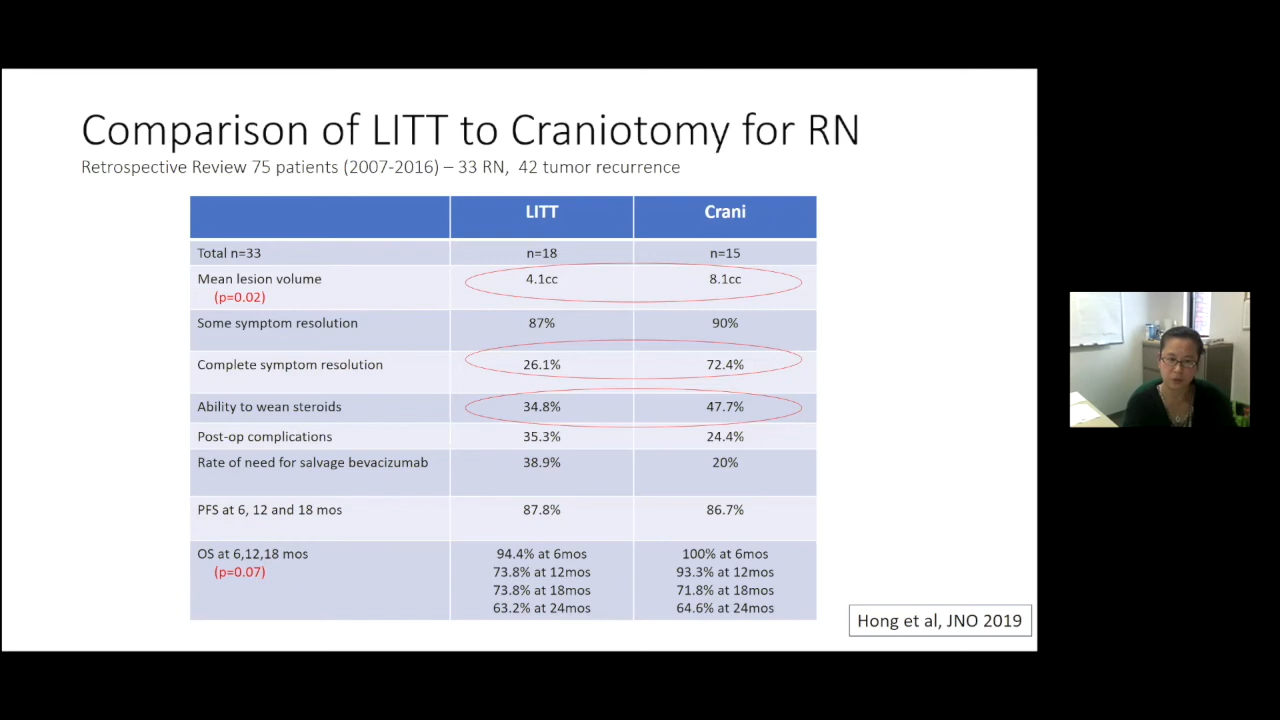 Comparison of LITT to Craniotomy for RN
Retrospective Review 75 patients (2007-2016) – 33 RN, 42 tumor recurrence
LITT Crani
Total n=33 n=18 n=15
Mean lesion volume 4.1cc 8.1cc
(p=0.02)
Some symptom resolution 87% 90%
Complete symptom resolution 26.1% 72.4%
Ability to wean steroids 34.8% 47.7%
Post-op complications 35.3% 24.4%
Rate of need for salvage bevacizumab 38.9% 20%
PFS at 6, 12 and 18 mos 87.8% 86.7%
OS at 6,12,18 mos 94.4% at 6mos 100% at 6mos
(p=0.07) 73.8% at 12mos 93.3% at 12mos
73.8% at 18mos 71.8% at 18mos
63.2% at 24mos 64.6% at 24mos
Hong et al, JNO 2019